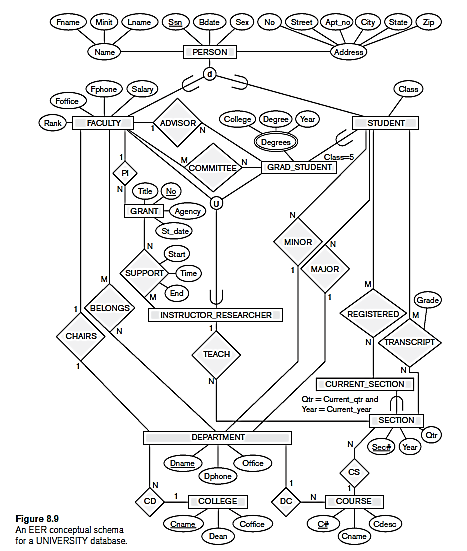 Fname Minit Lname Ssn Bdate Sex No Street Apt_no City State Zip
Name PERSON Address
d
Fphone Salary Class
Foffice
College Degree Year
Rank FACULTY ADVISOR STUDENT
1 N
Degrees
Class=5
1 M COMMITTEE N GRAD_STUDENT
PI
N Title No U
GRANT Agency
St_date
N Start N
MINOR N
SUPPORT Time 1 MAJOR
M End 1
M BELONGS INSTRUCTOR_RESEARCHER M Grade
1 1 REGISTERED M
CHAIRS N TEACH TRANSCRIPT
1 N N N
CURRENT_SECTION
Qtr = Current_qtr and
Year = Current_year
SECTION
Qtr
DEPARTMENT N Sec# Year
Dname Office
Dphone CS
N 1 1 1
CD 1 COLLEGE DC N COURSE
Cname Coffice C# Cdesc
Dean Cname
Figure 8.9
An EER conceptual schema
for a UNIVERSITY database.